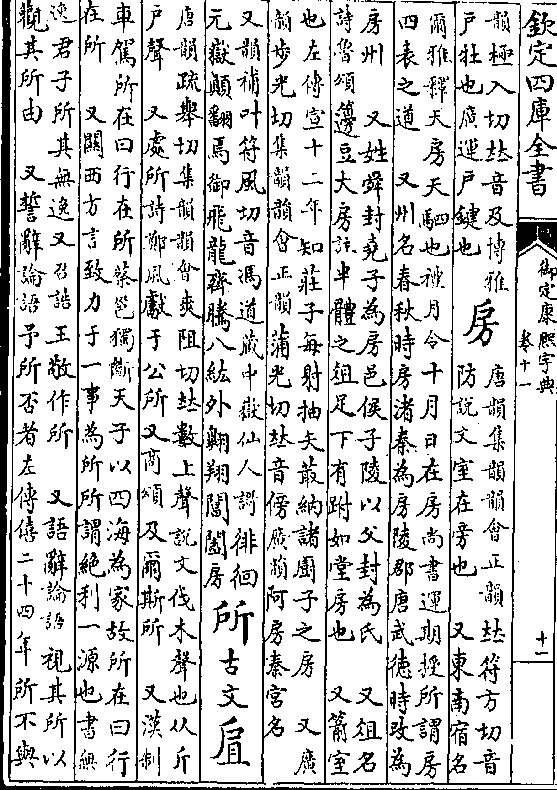 欽定四庫全書
御定康熙字典
卷十一
十一
韻極入切𠀤音及博雅
戶牡也廣運戶鍵也
房
唐韻集韻韻會正韻𠀤符方切音
防說文室在旁也 又東南宿名
爾雅釋天房天駟也禮月令十月日在房尚書運期授所謂房
四表之道 又州名春秋時房渚秦為房陵郡唐武徳時改為
房州 又姓舜封堯子為房邑侯子陵以父封為氏 又俎名
詩魯頌籩豆大房註半體之俎足下有跗如堂房也 又箭室
也左傳宣十二年知莊子每射抽矢菆納諸廚子之房 又廣
韻步光切集韻韻會正韻蒲光切𠀤音傍廣韻阿房秦宮名
又韻補叶符風切音馮道藏中嶽仙人謌徘徊
元嶽巔翻焉御飛龍齊騰八紘外翱翔閶闔房
所古文
唐韻疏舉切集韻韻會爽阻切𠀤數上聲說文伐木聲也从斤
戶聲 又處所詩鄭風獻于公所又商頌及爾斯所 又漢制
車駕所在曰行在所蔡邕獨斷天子以四海為家故所在曰行
在所 又關西方言致力于一事為所所謂絕利一源也書無
逸君子所其無逸又召誥王敬作所 又語辭論語視其所以
觀其所由 又誓辭論語予所否者左傳僖二十四年所不與